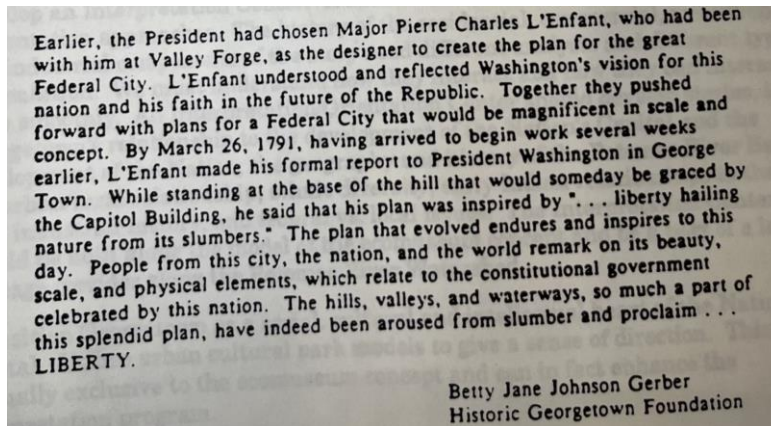 Earlier, the President had chosen Major Pierre Charles L'Enfant, who had been
with him at Valley Forge, as the designer to create the plan for the great
Federal City. L'Enfant understood and reflected Washington's vision for this
nation and his faith in the future of the Republic. Together they pushed
forward with plans for a Federal City that would be magnificent in scale and
concept. By March 26, 1791, having arrived to begin work several weeks
earlier, L'Enfant made his formal report to President Washington in George
Town. While standing at the base of the hill that would someday be graced by
the Capitol Building, he said that his plan was inspired by ". . . liberty hailing
nature from its slumbers." The plan that evolved endures and inspires to this
day. People from this city, the nation, and the world remark on its beauty,
scale, and physical elements, which relate to the constitutional government
celebrated by this nation. The hills, valleys, and waterways, so much a part of
this splendid plan, have indeed been aroused from slumber and proclaim . . .
LIBERTY.
Betty Jane Johnson Gerber
Historic Georgetown Foundation